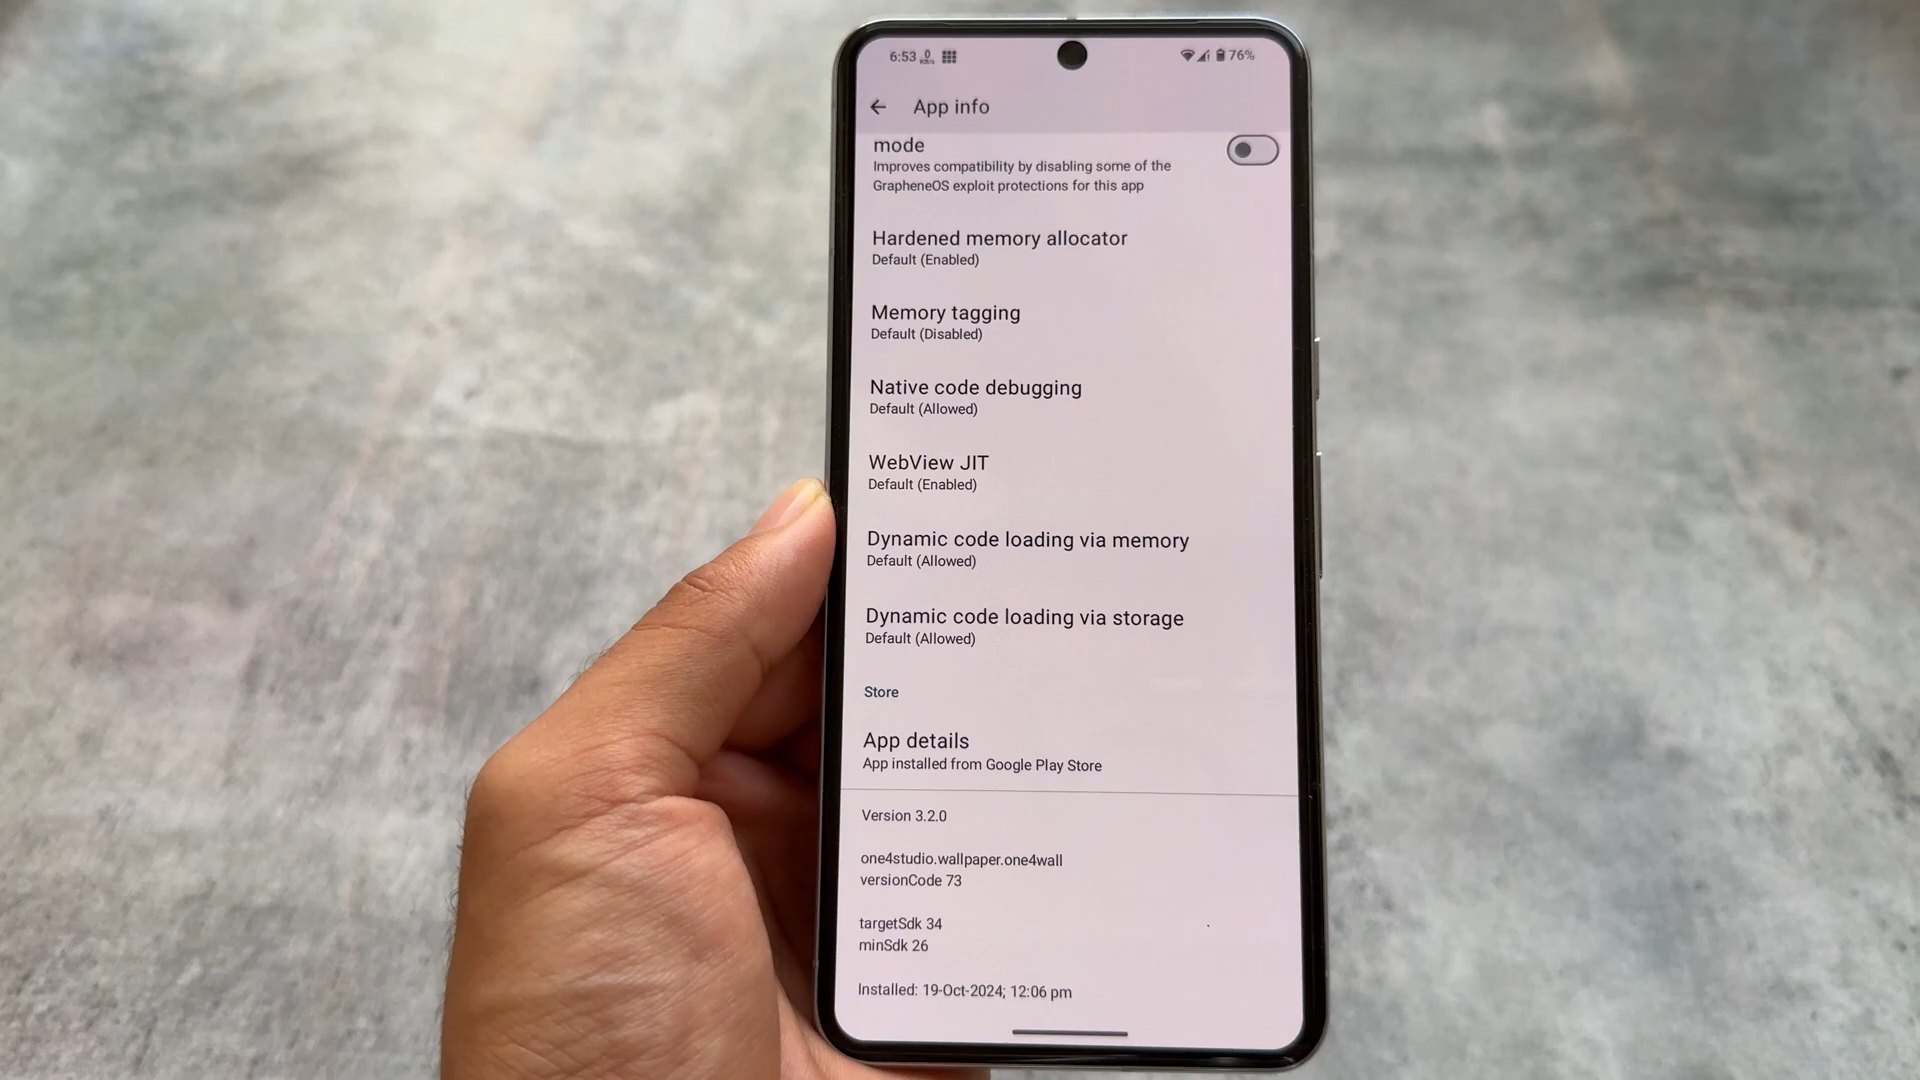 6:53 0 KB/s 76%
App info
mode
Improves compatibility by disabling some of the
GrapheneOS exploit protections for this app
Hardened memory allocator
Default (Enabled)
Memory tagging
Default (Disabled)
Native code debugging
Default (Allowed)
WebView JIT
Default (Enabled)
Dynamic code loading via memory
Default (Allowed)
Dynamic code loading via storage
Default (Allowed)
Store
App details
App installed from Google Play Store
Version 3.2.0
one4studio.wallpaper.one4wall
versionCode 73
targetSdk 34
minSdk 26
Installed: 19-Oct-2024; 12:06 pm